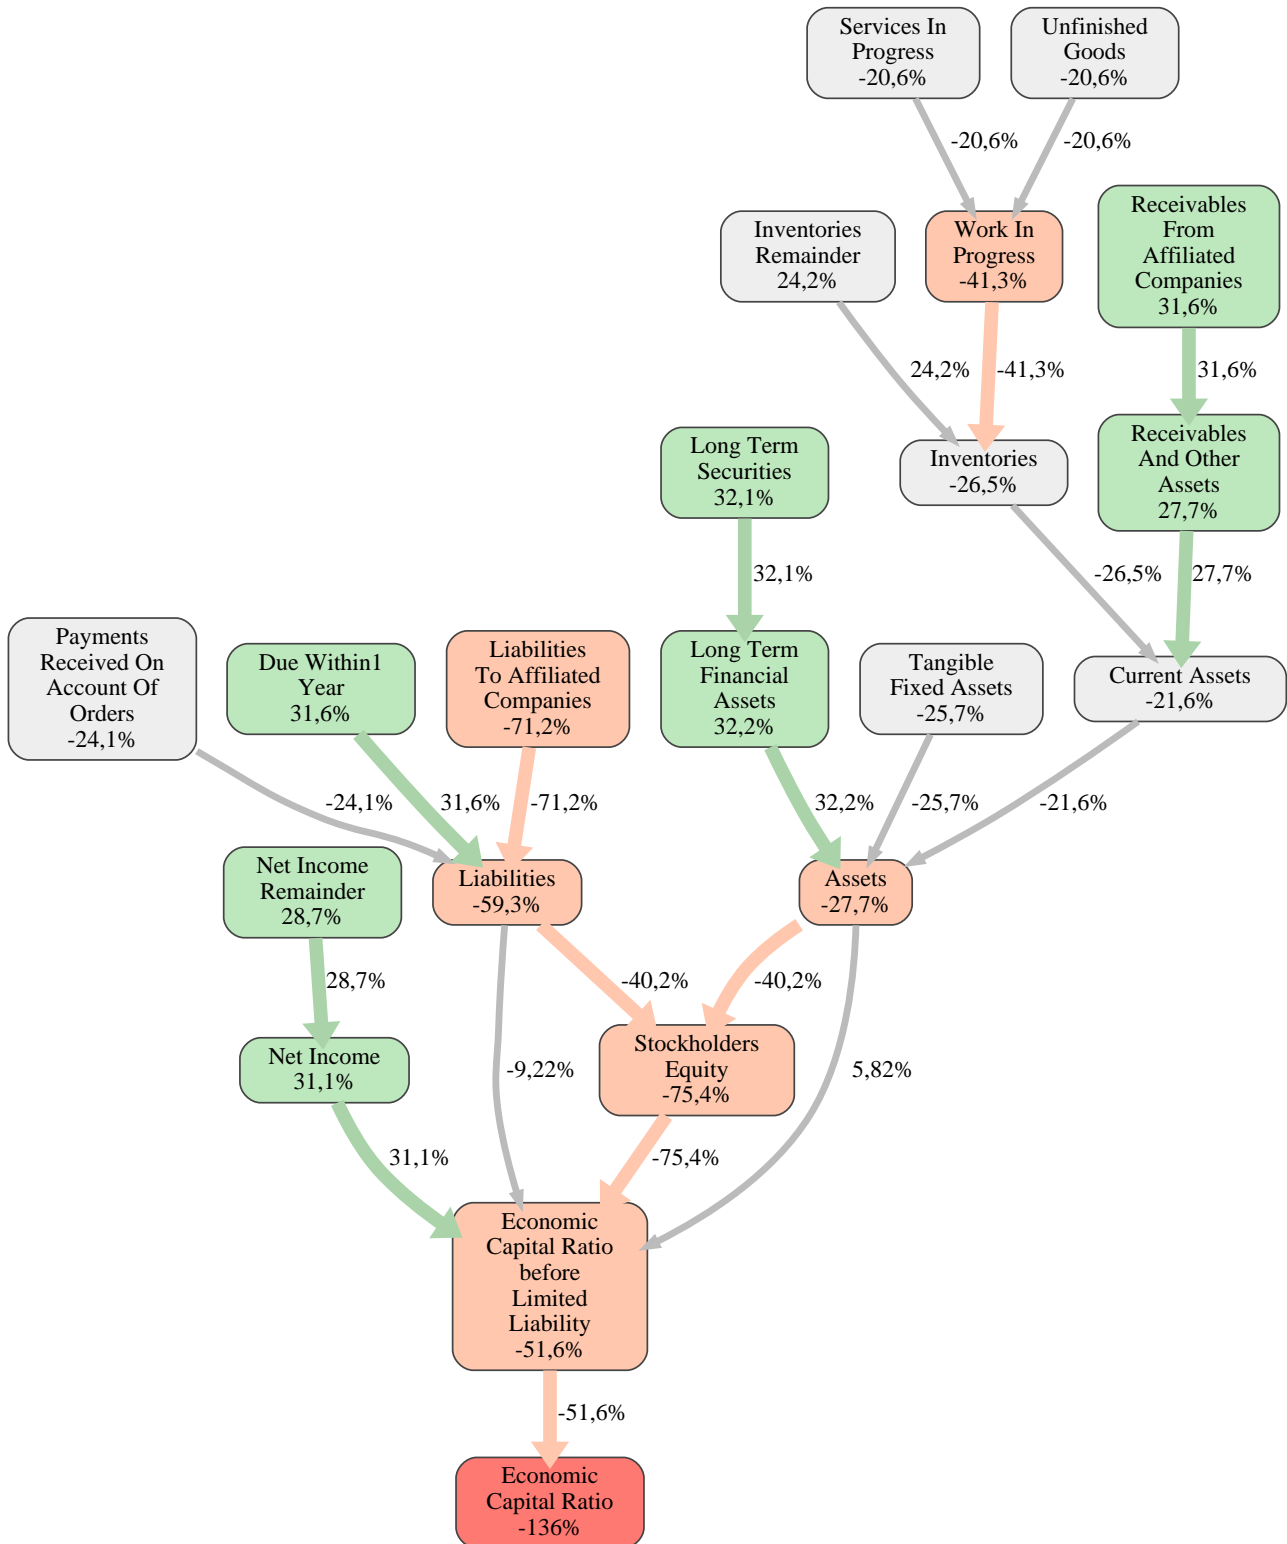 Services In
Progress
-20,6%
Unfinished
Goods
-20,6%
-20,6%
-20,6%
Inventories
Remainder
24,2%
Work In
Progress
-41,3%
Receivables
From
Affiliated
Companies
31,6%
24,2%
-41,3%
31,6%
Long Term
Securities
32,1%
Inventories
-26,5%
Receivables
And Other
Assets
27,7%
32,1%
-26,5%
27,7%
Payments
Received On
Account Of
Orders
-24,1%
Due Within1
Year
31,6%
Liabilities
To Affiliated
Companies
-71,2%
Long Term
Financial
Assets
32,2%
Tangible
Fixed Assets
-25,7%
Current Assets
-21,6%
-24,1%
31,6%
-71,2%
32,2%
-25,7%
-21,6%
Net Income
Remainder
28,7%
Liabilities
-59,3%
Assets
-27,7%
28,7%
-40,2%
-40,2%
Net Income
31,1%
-9,22%
Stockholders
Equity
-75,4%
5,82%
31,1%
-75,4%
Economic
Capital Ratio
before
Limited
Liability
-51,6%
-51,6%
Economic
Capital Ratio
-136%